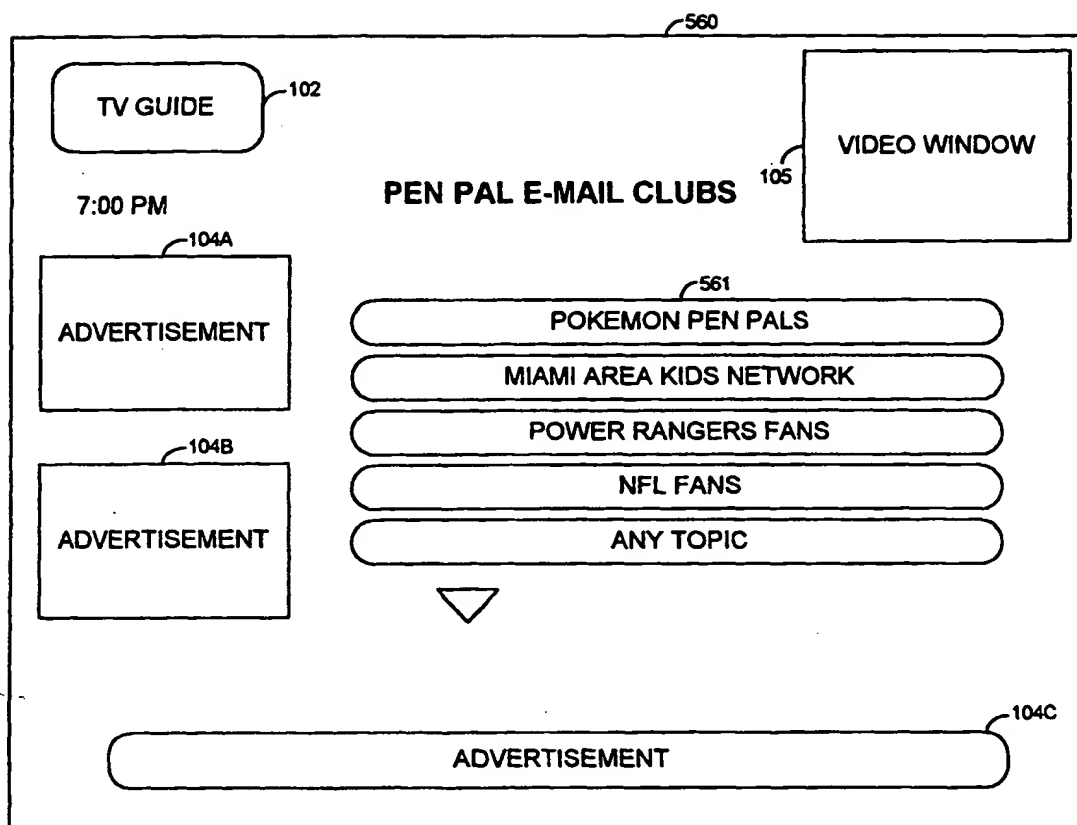 560
TV GUIDE
102
VIDEO WINDOW
105
PEN PAL E-MAIL CLUBS
7:00 PM
104A
ADVERTISEMENT
561
POKEMON PEN PALS
MIAMI AREA KIDS NETWORK
POWER RANGERS FANS
104B
ADVERTISEMENT
NFL FANS
ANY TOPIC
104C
ADVERTISEMENT